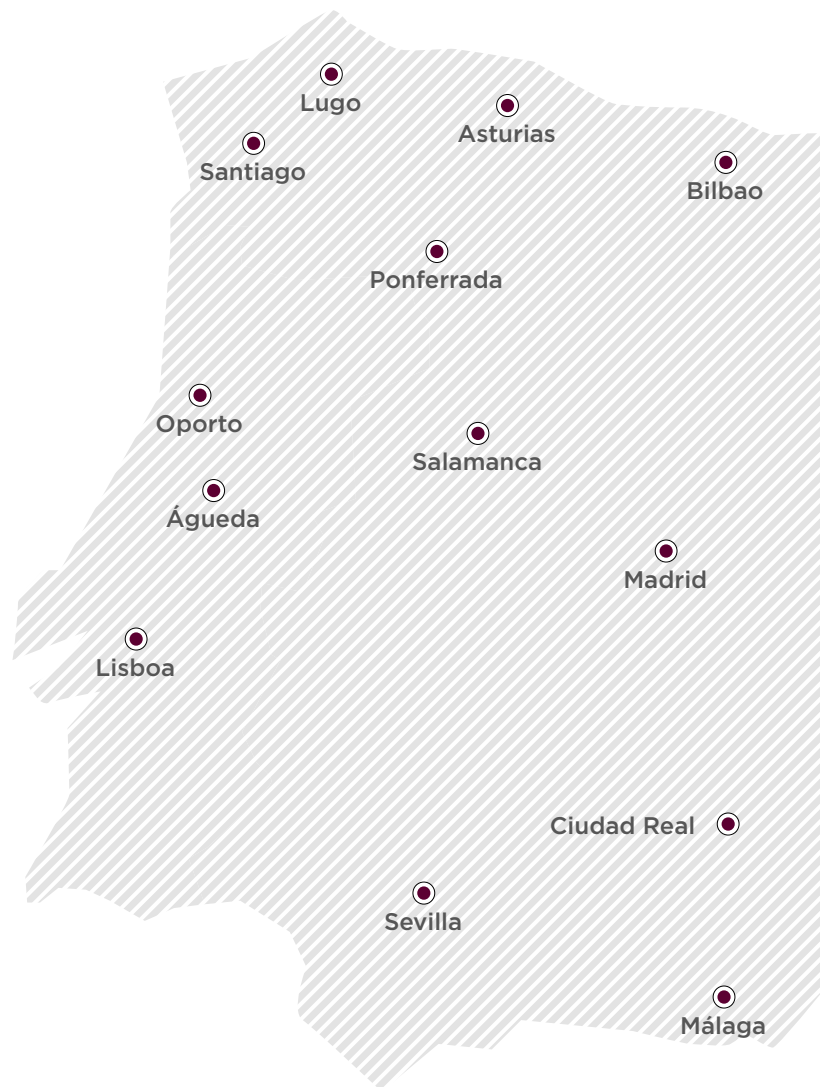 Lugo
Asturias
Santiago
Bilbao
Ponferrada
Oporto
Salamanca
Águeda
Madrid
Lisboa
Ciudad Real
Sevilla
Málaga